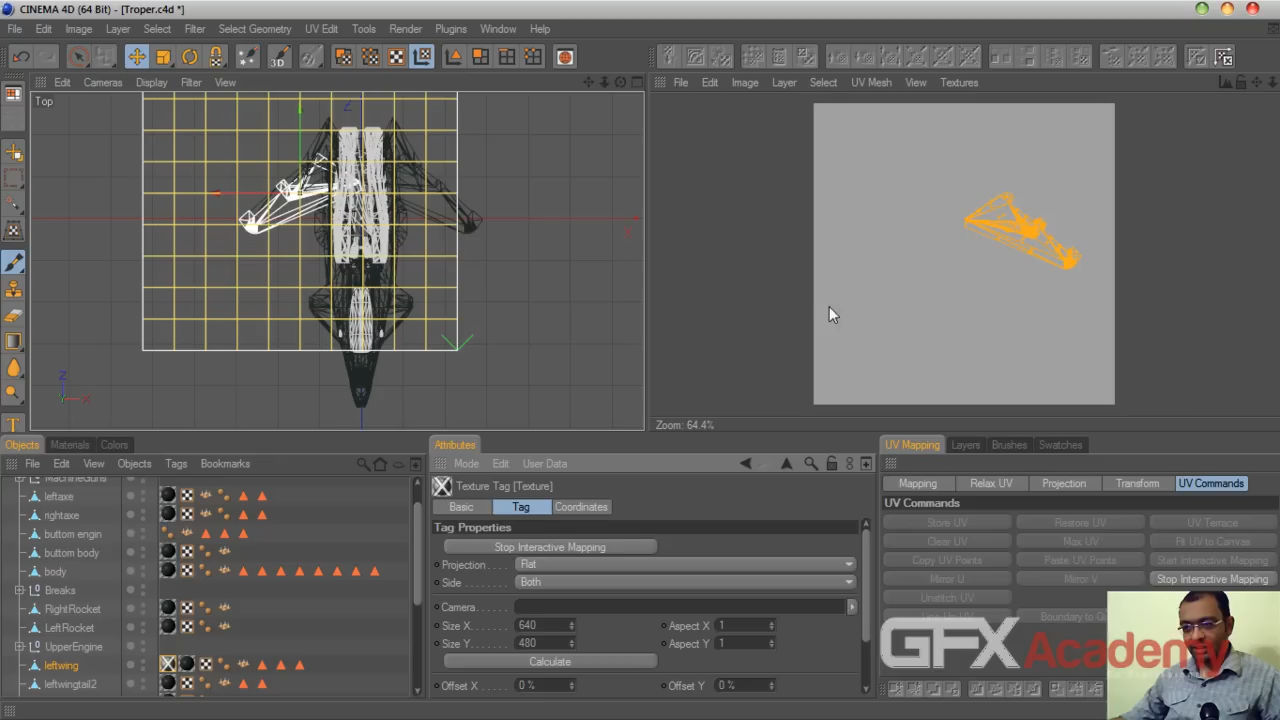 CINEMA 4D (64 Bit) - [Troper.c4d *]
File Edit Image Layer Filter Select Geometry UV Edit Tools Render Plugins Window Help
3D
Edit Cameras Display Filter View
File Edit Image Layer Select UV Mesh View Textures
Top
Z
Z
X
Zoom: 64.4%
Objects Materials Colors
Attributes
UV Mapping Layers Brushes Swatches
File Edit View Objects Tags Bookmarks
Mode Edit User Data
MachineGuns
leftaxe
rightaxe
buttom engin
buttom body
body
Breaks
RightRocket
LeftRocket
UpperEngine
leftwing
leftwingtail2
Texture Tag [Texture]
Basic Tag Coordinates
Tag Properties
Stop Interactive Mapping
Projection Flat
Side Both
Camera
Size X 640 Aspect X 1
Size Y 480 Aspect Y 1
Calculate
Offset X 0 % Offset Y 0 %
Mapping Relax UV Projection Transform UV Commands
UV Commands
Store UV Restore UV UV Terrace
Clear UV Max UV Fit UV to Canvas
Copy UV Points Paste UV Points Start Interactive Mapping
Mirror U Mirror V Stop Interactive Mapping
Unstitch UV
GFX Academy